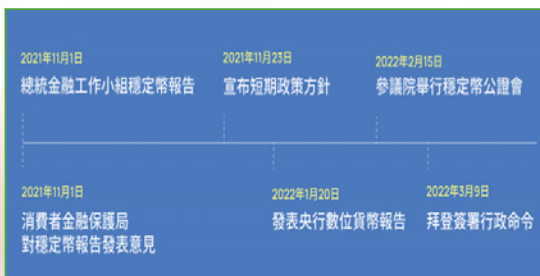 2021年11月1日
總統金融工作小組穩定幣報告
2021年11月23日
宣布短期政策方針
2022年2月15日
參議院舉行穩定幣公證會
2021年11月1日
消費者金融保護局
對穩定幣報告發表意見
2022年1月20日
發表央行數位貨幣報告
2022年3月9日
拜登簽署行政命令